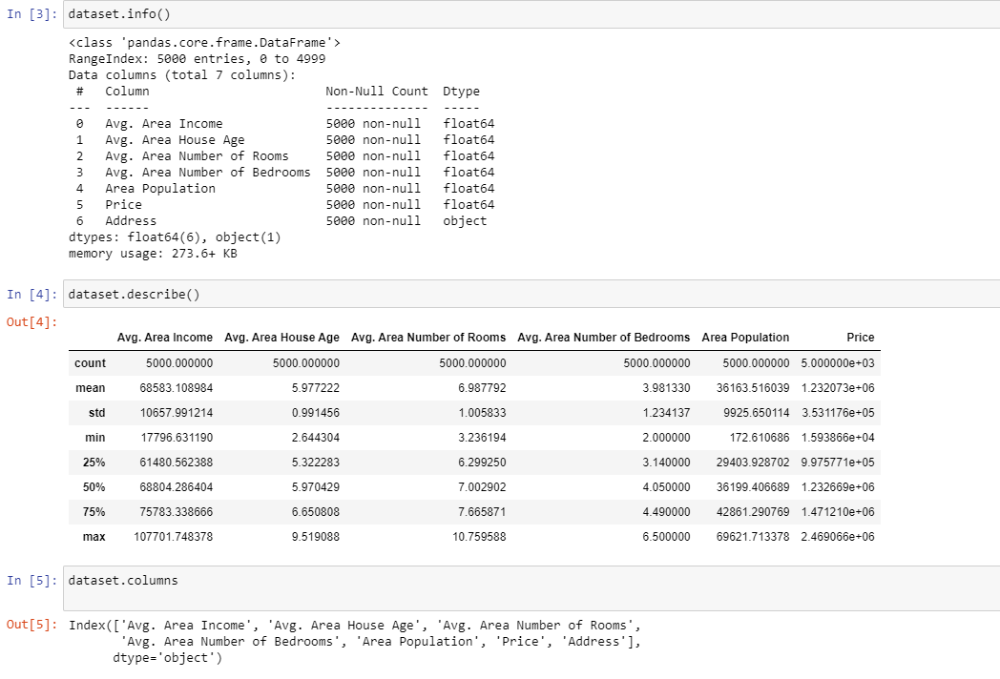 In [3]: dataset.info()
<class 'pandas.core.frame.DataFrame'>
RangeIndex: 5000 entries, 0 to 4999
Data columns (total 7 columns):
#   Column                        Non-Null Count  Dtype
---  ------                        --------------  -----
0   Avg. Area Income              5000 non-null   float64
1   Avg. Area House Age           5000 non-null   float64
2   Avg. Area Number of Rooms     5000 non-null   float64
3   Avg. Area Number of Bedrooms  5000 non-null   float64
4   Area Population               5000 non-null   float64
5   Price                         5000 non-null   float64
6   Address                       5000 non-null   object
dtypes: float64(6), object(1)
memory usage: 273.6+ KB
In [4]: dataset.describe()
Out[4]:
Avg. Area Income Avg. Area House Age Avg. Area Number of Rooms Avg. Area Number of Bedrooms Area Population Price
count 5000.000000 5000.000000 5000.000000 5000.000000 5000.000000 5.000000e+03
mean 68583.108984 5.977222 6.987792 3.981330 36163.516039 1.232073e+06
std 10657.991214 0.991456 1.005833 1.234137 9925.650114 3.531176e+05
min 17796.631190 2.644304 3.236194 2.000000 172.610686 1.593866e+04
25% 61480.562388 5.322283 6.299250 3.140000 29403.928702 9.975771e+05
50% 68804.286404 5.970429 7.002902 4.050000 36199.406689 1.232669e+06
75% 75783.338666 6.650808 7.665871 4.490000 42861.290769 1.471210e+06
max 107701.748378 9.519088 10.759588 6.500000 69621.713378 2.469066e+06
In [5]: dataset.columns
Out[5]: Index(['Avg. Area Income', 'Avg. Area House Age', 'Avg. Area Number of Rooms',
'Avg. Area Number of Bedrooms', 'Area Population', 'Price', 'Address'],
dtype='object')